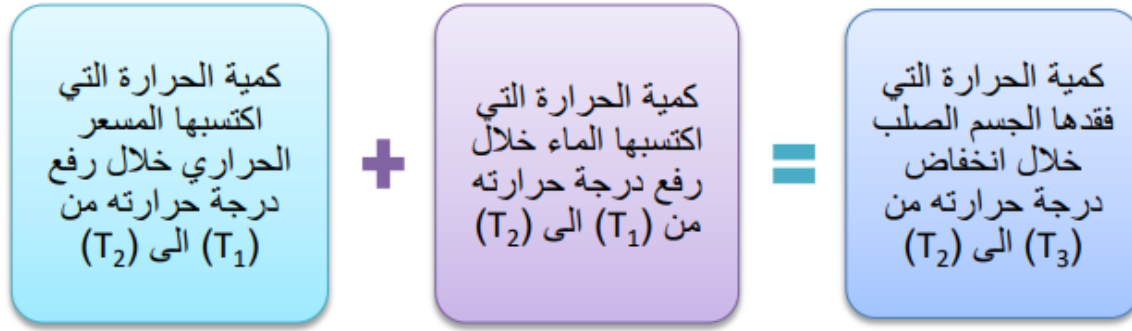 كمية الحرارة التي
فقدها الجسم الصلب
خلال انخفاض
درجة حرارته من
(T₃) الى (T₂)
=
كمية الحرارة التي
اكتسبها الماء خلال
رفع درجة حرارته
من (T₁) الى (T₂)
+
كمية الحرارة التي
اكتسبها المسعر
الحراري خلال رفع
درجة حرارته من
(T₁) الى (T₂)